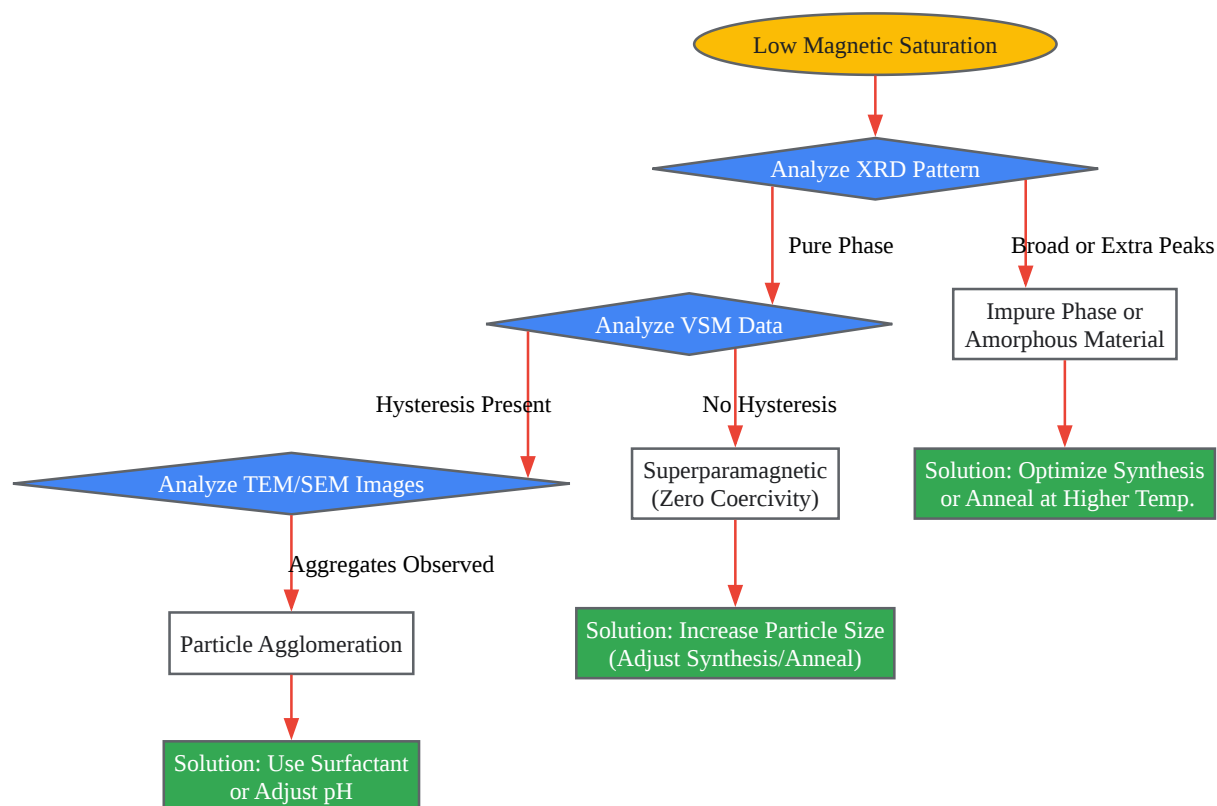 Low Magnetic Saturation
Analyze XRD Pattern
Pure Phase
Broad or Extra Peaks
Analyze VSM Data
Impure Phase or
Amorphous Material
Hysteresis Present
No Hysteresis
Analyze TEM/SEM Images
Superparamagnetic
(Zero Coercivity)
Solution: Optimize Synthesis
or Anneal at Higher Temp.
Aggregates Observed
Particle Agglomeration
Solution: Increase Particle Size
(Adjust Synthesis/Anneal)
Solution: Use Surfactant
or Adjust pH